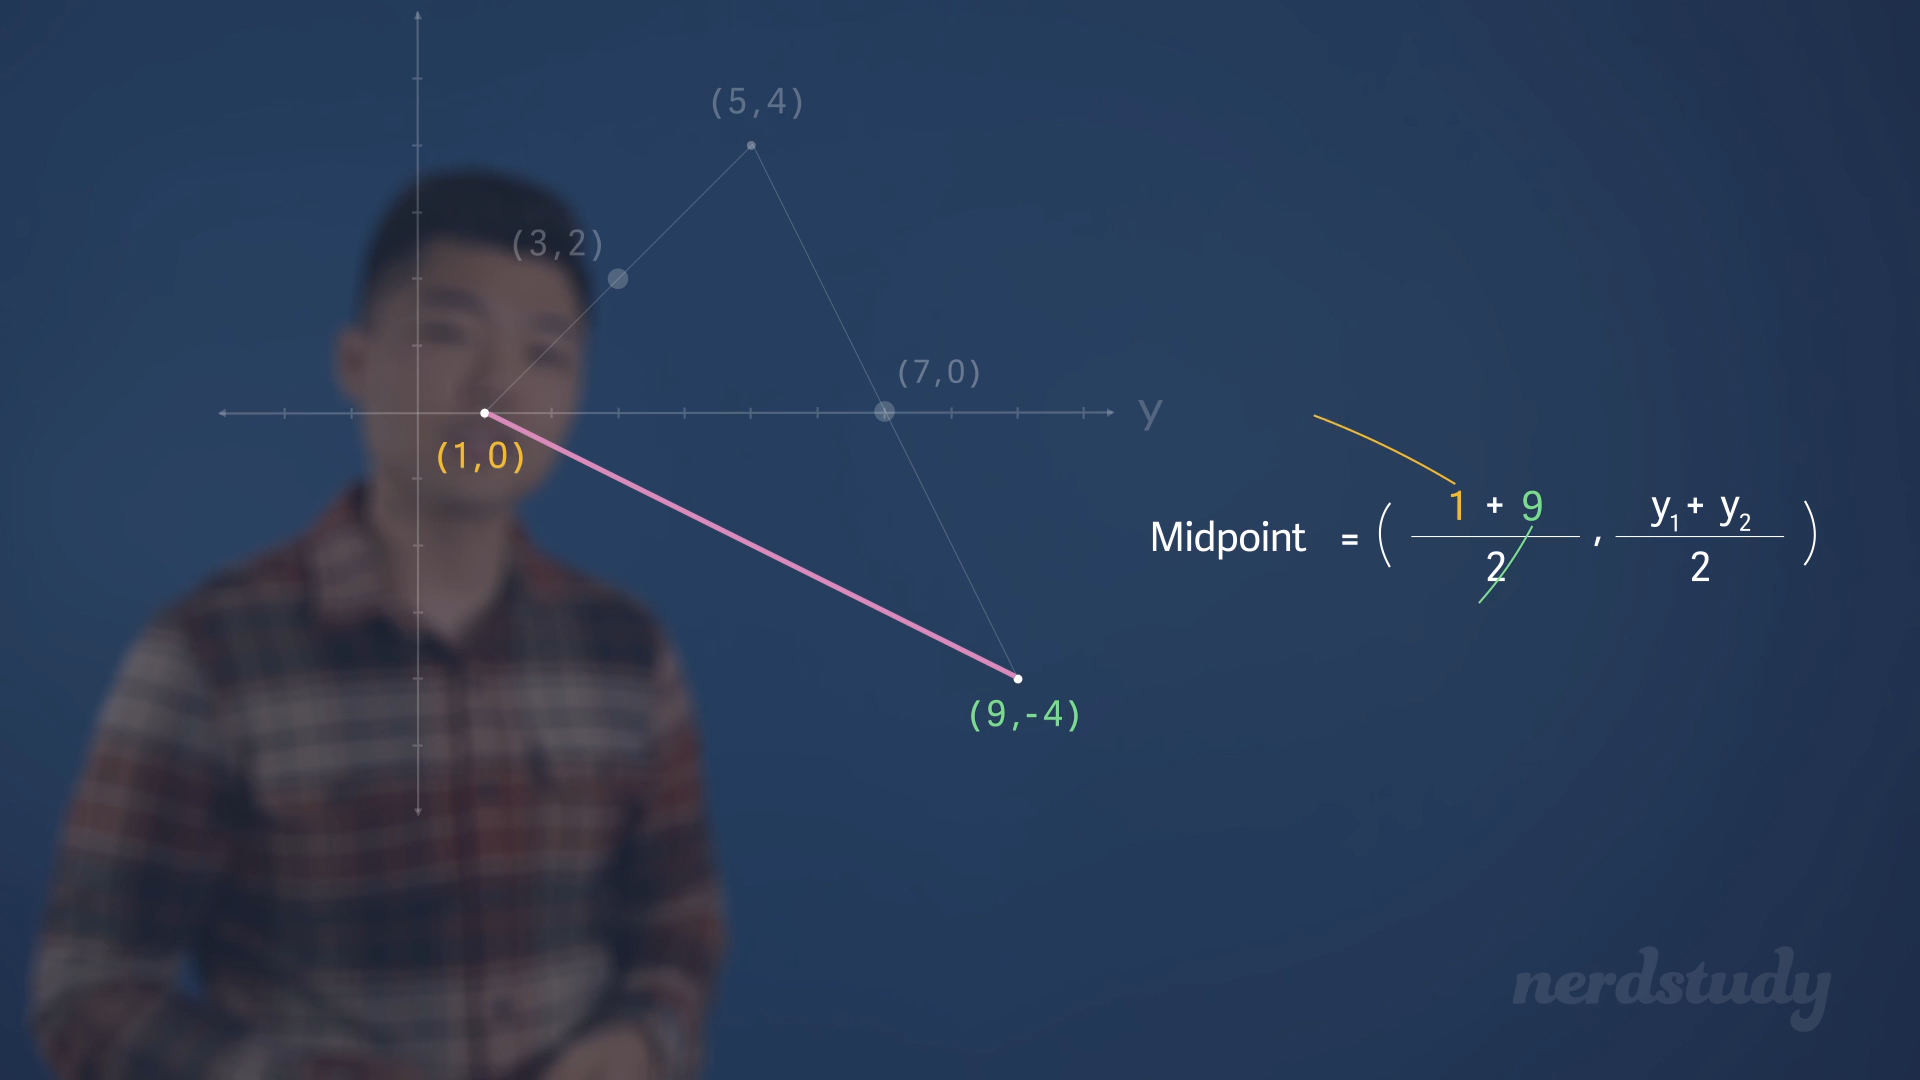 (5,4)
(3,2)
(7,0)
y
(1,0)
Midpoint = ( 1 + 9 / 2 , y₁ + y₂ / 2 )
(9,-4)
nerdstudy